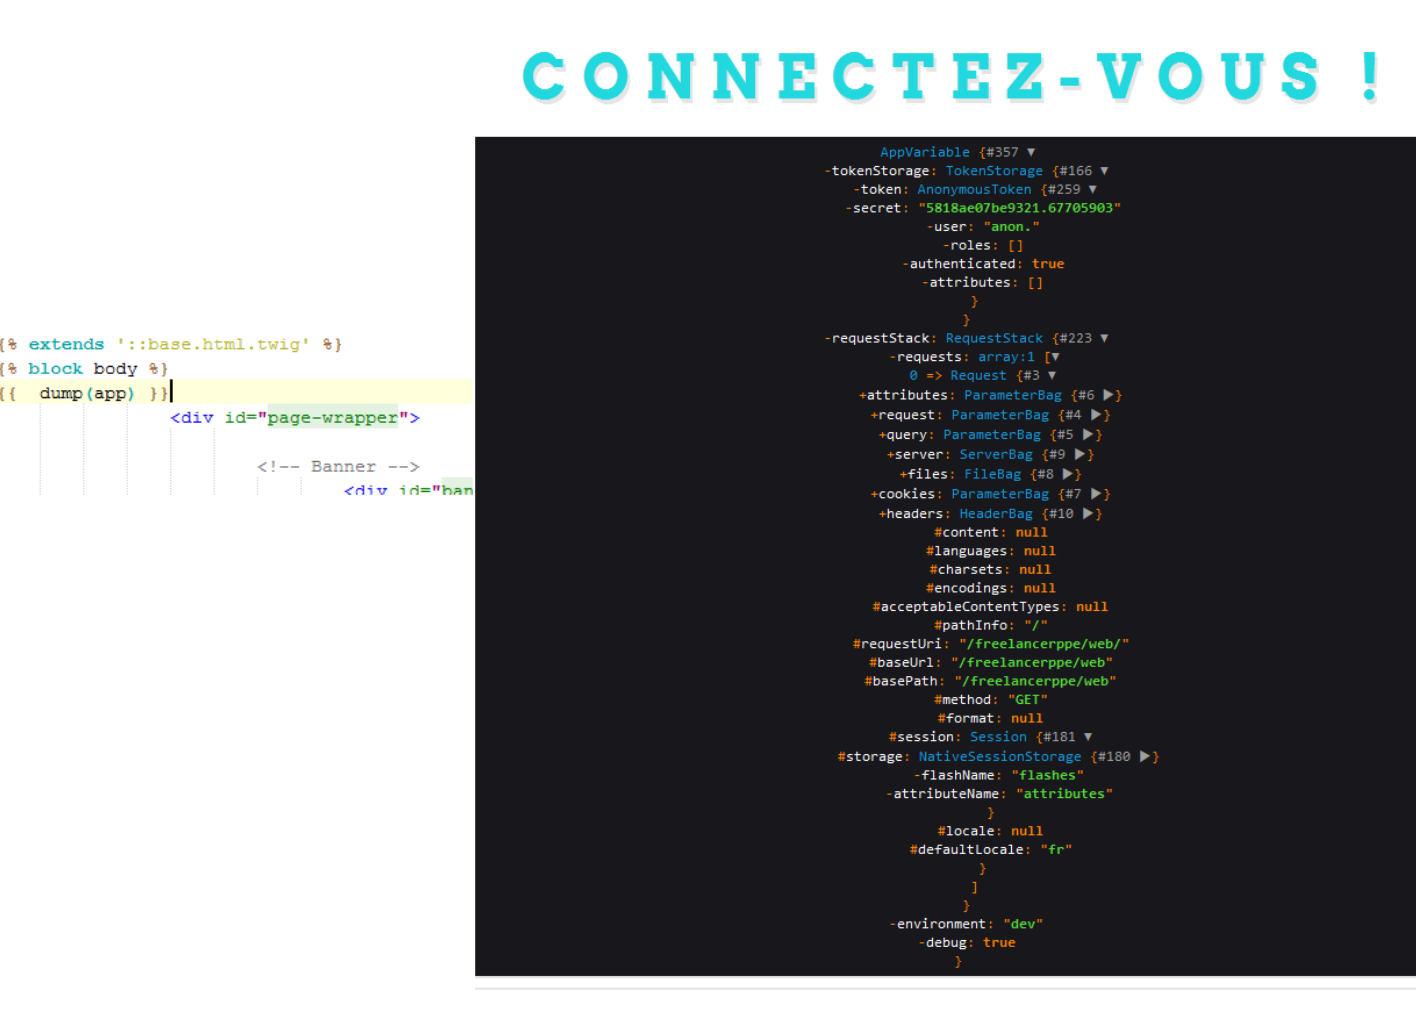 CONNECTEZ-VOUS !
{% extends '::base.html.twig' %}
{% block body %}
{{ dump(app) }}
<div id="page-wrapper">
<!-- Banner -->
<div id="ban
AppVariable {#357 ▼
-tokenStorage: TokenStorage {#166 ▼
-token: AnonymousToken {#259 ▼
-secret: "5818ae07be9321.67705903"
-user: "anon."
-roles: []
-authenticated: true
-attributes: []
}
}
-requestStack: RequestStack {#223 ▼
-requests: array:1 [▼
0 => Request {#3 ▼
+attributes: ParameterBag {#6 ▶}
+request: ParameterBag {#4 ▶}
+query: ParameterBag {#5 ▶}
+server: ServerBag {#9 ▶}
+files: FileBag {#8 ▶}
+cookies: ParameterBag {#7 ▶}
+headers: HeaderBag {#10 ▶}
#content: null
#languages: null
#charsets: null
#encodings: null
#acceptableContentTypes: null
#pathInfo: "/"
#requestUri: "/freelancerppe/web/"
#baseUrl: "/freelancerppe/web"
#basePath: "/freelancerppe/web"
#method: "GET"
#format: null
#session: Session {#181 ▼
#storage: NativeSessionStorage {#180 ▶}
-flashName: "flashes"
-attributeName: "attributes"
}
#locale: null
#defaultLocale: "fr"
}
]
}
-environment: "dev"
-debug: true
}